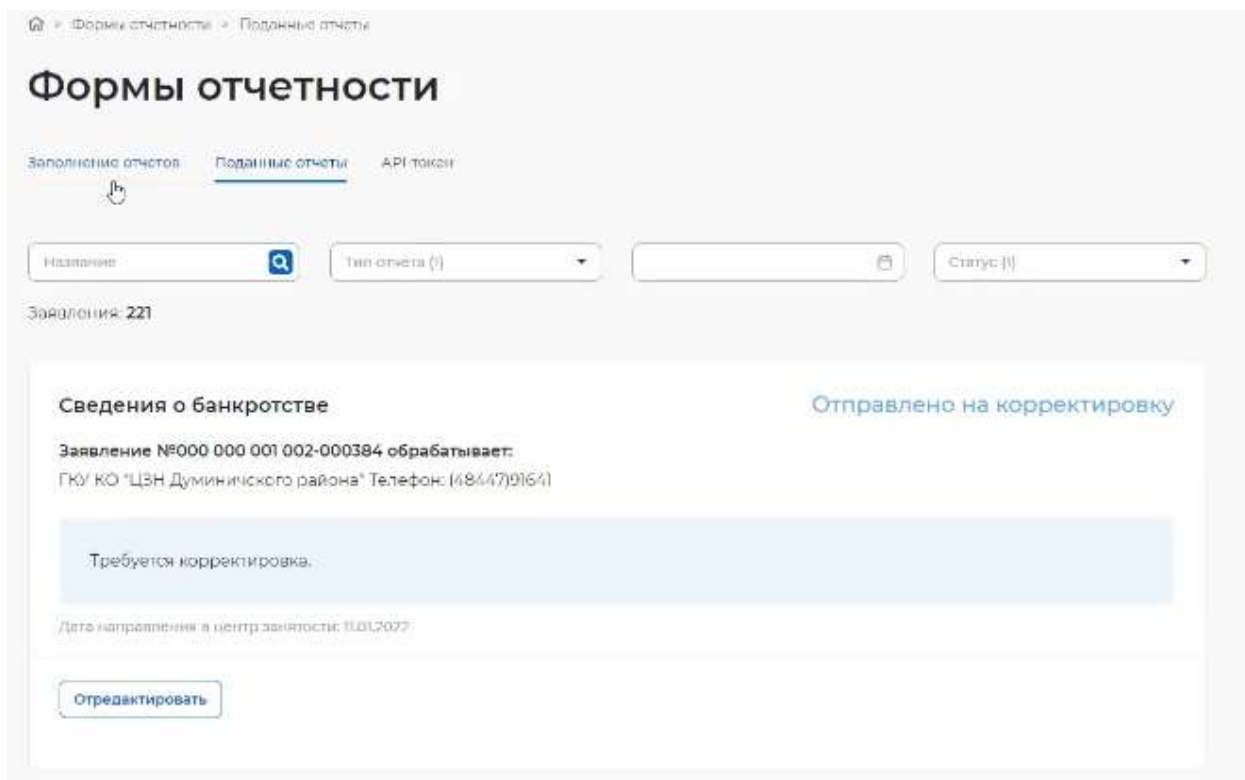 > Формы отчетности > Поданные отчеты
Формы отчетности
Заполнение отчетов Поданные отчеты API токен
Название Тип отчета (1) Статус (1)
Заявления: 221
Сведения о банкротстве Отправлено на корректировку
Заявление №000 000 001 002-000384 обрабатывает:
ГКУ КО "ЦЗН Думиничского района" Телефон: (48447)91641
Требуется корректировка.
Дата направления в центр занятости: 11.01.2022
Отредактировать